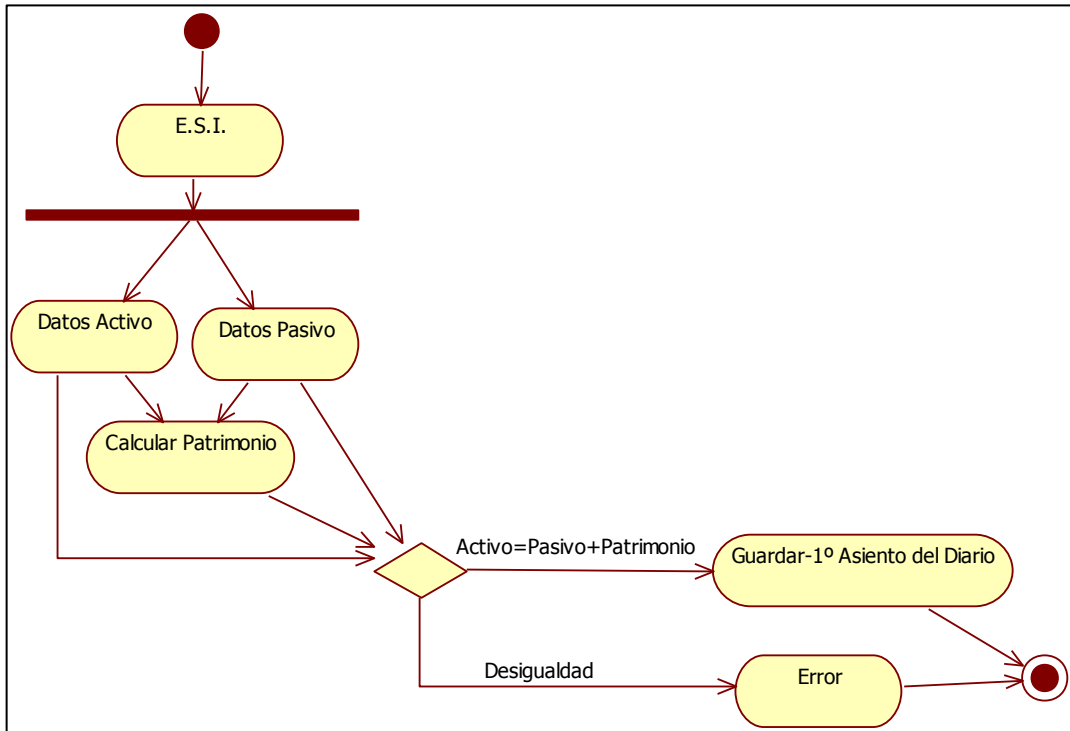 E.S.I.
Datos Activo
Datos Pasivo
Calcular Patrimonio
Activo=Pasivo+Patrimonio
Guardar-1º Asiento del Diario
Desigualdad
Error